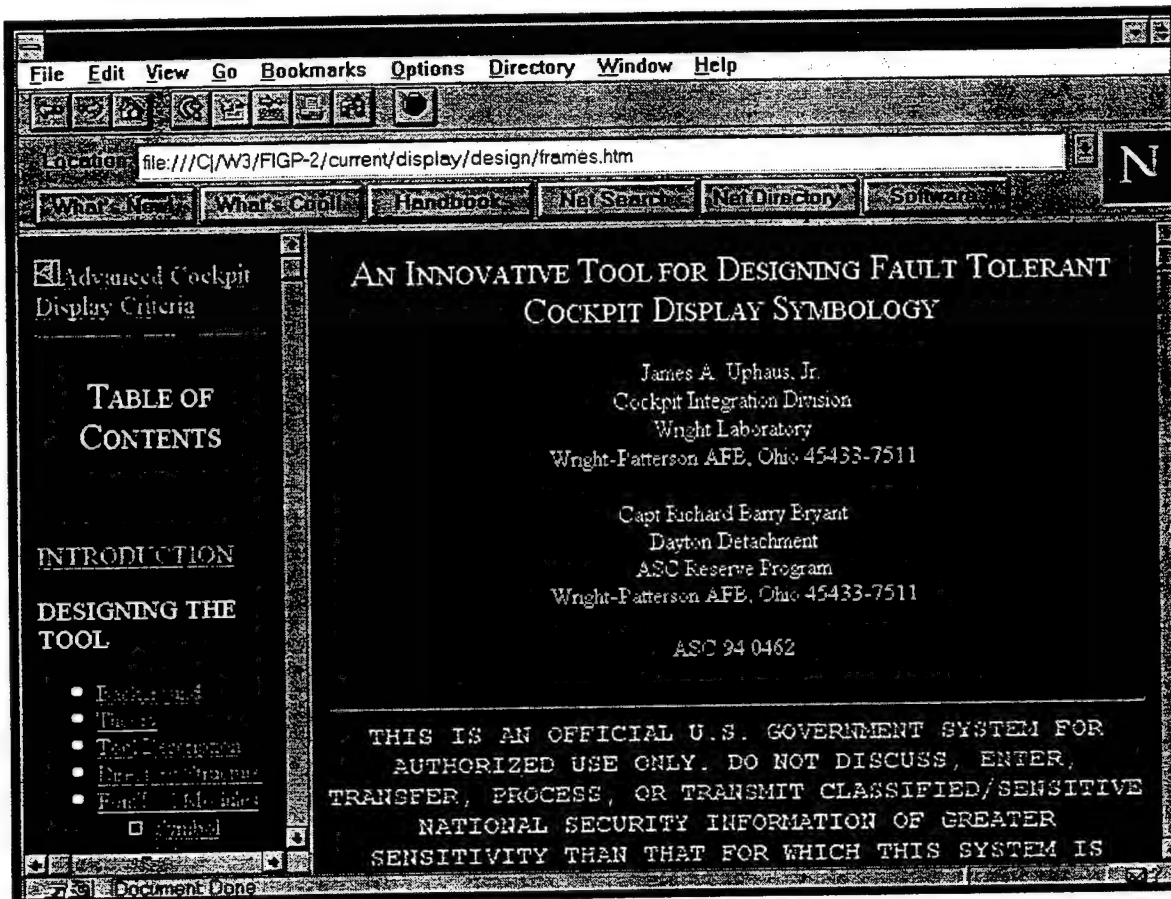 File Edit View Go Bookmarks Options Directory Window Help
Location: file:///C|/W3/FIGP-2/current/display/design/frames.htm
N
What's New! What's Cool! Handbook Net Search Net Directory Software
Advanced Cockpit
Display Criteria
TABLE OF
CONTENTS
INTRODUCTION
DESIGNING THE
TOOL
Background
Theory
Symbol
AN INNOVATIVE TOOL FOR DESIGNING FAULT TOLERANT
COCKPIT DISPLAY SYMBOLOGY
James A. Uphaus, Jr.
Cockpit Integration Division
Wright Laboratory
Wright-Patterson AFB, Ohio 45433-7511
Capt Richard Barry Bryant
Dayton Detachment
ASC Reserve Program
Wright-Patterson AFB, Ohio 45433-7511
ASC 94 0462
THIS IS AN OFFICIAL U.S. GOVERNMENT SYSTEM FOR
AUTHORIZED USE ONLY. DO NOT DISCUSS, ENTER,
TRANSFER, PROCESS, OR TRANSMIT CLASSIFIED/SENSITIVE
NATIONAL SECURITY INFORMATION OF GREATER
SENSITIVITY THAN THAT FOR WHICH THIS SYSTEM IS
Document Done